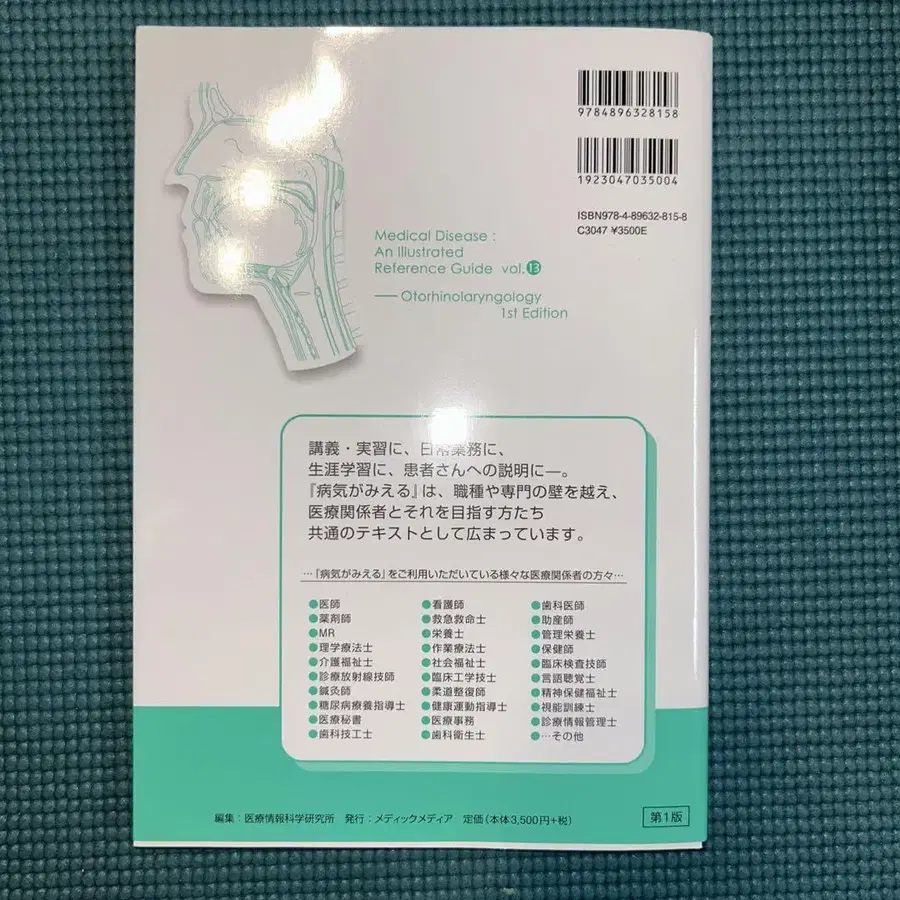 9784896328158
1923047035004
ISBN978-4-89632-815-8
C3047 ¥3500E
Medical Disease :
An Illustrated
Reference Guide vol.⓭
Otorhinolaryngology
1st Edition
講義・実習に、日常業務に、
生涯学習に、患者さんへの説明に―。
『病気がみえる』は、職種や専門の壁を越え、
医療関係者とそれを目指す方たち
共通のテキストとして広まっています。
…『病気がみえる』をご利用いただいている様々な医療関係者の方々…
●医師 ●看護師 ●歯科医師
●薬剤師 ●救急救命士 ●助産師
●MR ●栄養士 ●管理栄養士
●理学療法士 ●作業療法士 ●保健師
●介護福祉士 ●社会福祉士 ●臨床検査技師
●診療放射線技師 ●臨床工学技士 ●言語聴覚士
●鍼灸師 ●柔道整復師 ●精神保健福祉士
●糖尿病療養指導士 ●健康運動指導士 ●視能訓練士
●医療秘書 ●医療事務 ●診療情報管理士
●歯科技工士 ●歯科衛生士 ●…その他
編集：医療情報科学研究所 発行：メディックメディア 定価（本体3,500円+税）
第1版